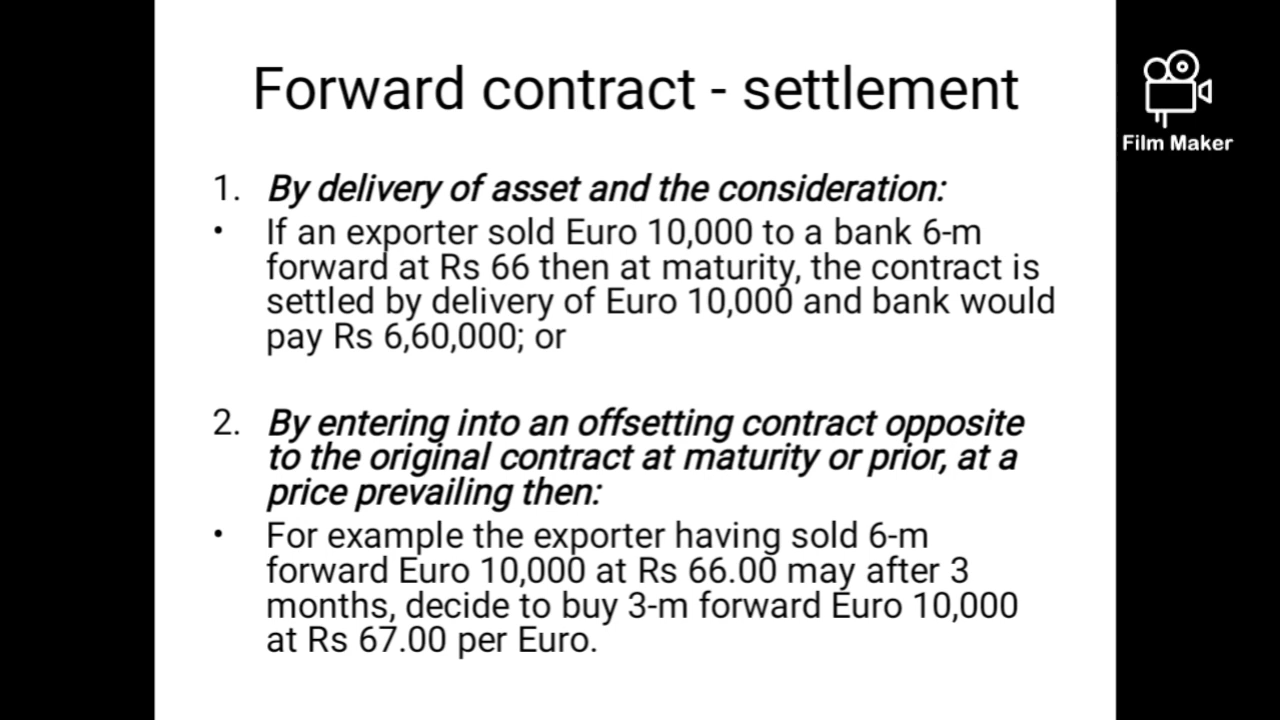 Forward contract - settlement
Film Maker
1. By delivery of asset and the consideration:
• If an exporter sold Euro 10,000 to a bank 6-m
forward at Rs 66 then at maturity, the contract is
settled by delivery of Euro 10,000 and bank would
pay Rs 6,60,000; or
2. By entering into an offsetting contract opposite
to the original contract at maturity or prior, at a
price prevailing then:
• For example the exporter having sold 6-m
forward Euro 10,000 at Rs 66.00 may after 3
months, decide to buy 3-m forward Euro 10,000
at Rs 67.00 per Euro.